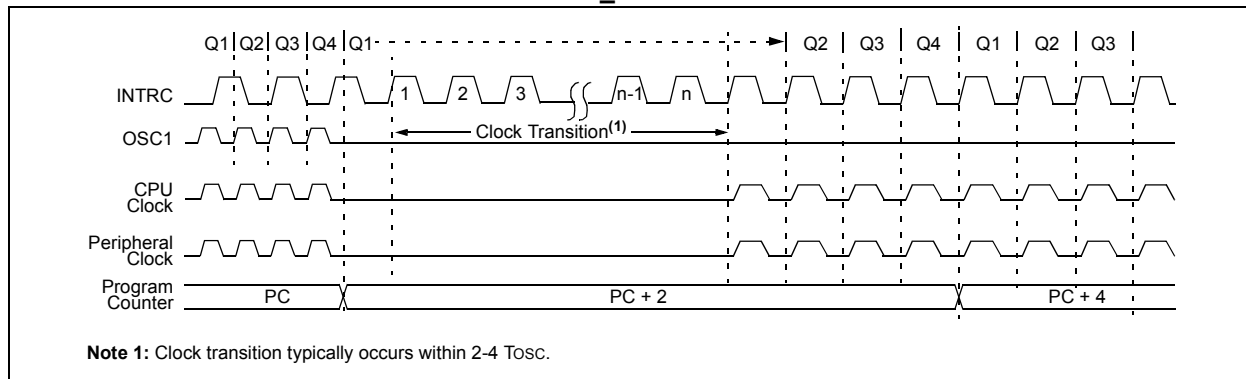 Q1 Q2 Q3 Q4 Q1 Q2 Q3 Q4 Q1 Q2 Q3
INTRC 1 2 3 n-1 n
Clock Transition(1)
OSC1
CPU
Clock
Peripheral
Clock
Program
Counter
PC PC + 2 PC + 4
Note 1: Clock transition typically occurs within 2-4 TOSC.